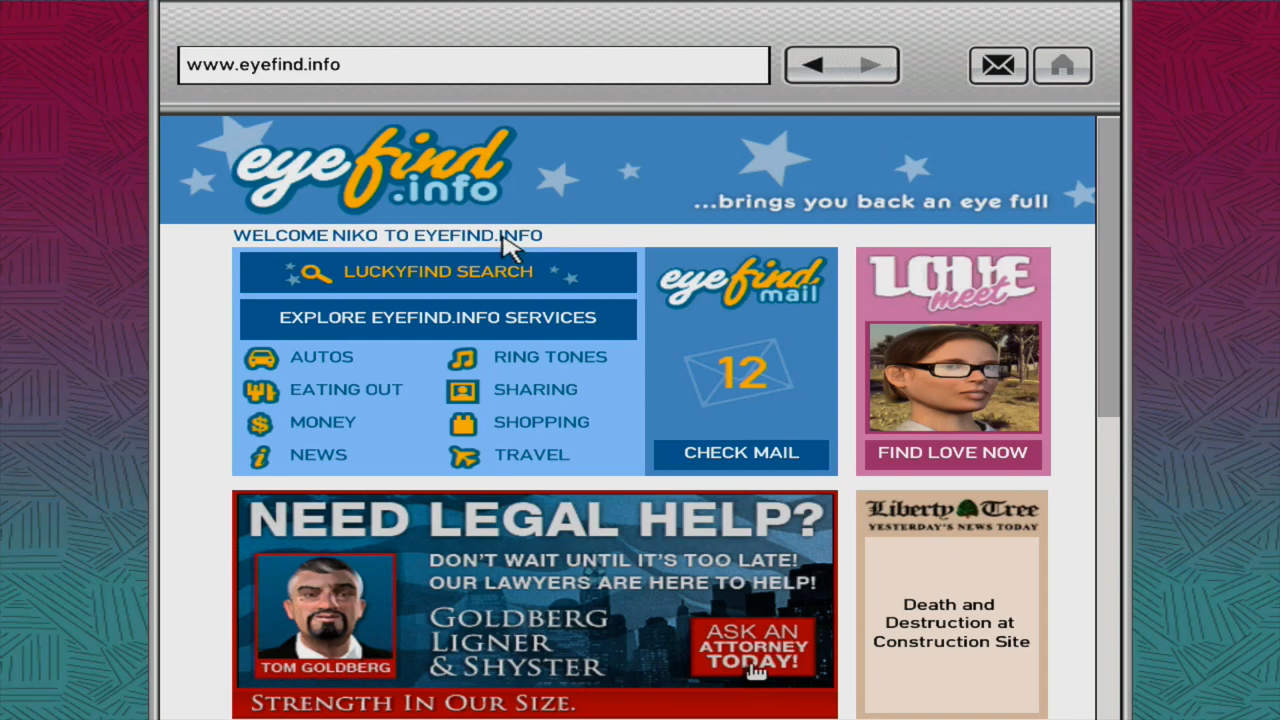 www.eyefind.info
eyefind
.info
...brings you back an eye full
WELCOME NIKO TO EYEFIND.INFO
LUCKYFIND SEARCH
EXPLORE EYEFIND.INFO SERVICES
AUTOS
RING TONES
EATING OUT
SHARING
MONEY
SHOPPING
NEWS
TRAVEL
eyefind
mail
12
CHECK MAIL
LOVE
meet
FIND LOVE NOW
NEED LEGAL HELP?
DON'T WAIT UNTIL IT'S TOO LATE!
OUR LAWYERS ARE HERE TO HELP!
GOLDBERG
LIGNER
& SHYSTER
TOM GOLDBERG
ASK AN
ATTORNEY
TODAY!
STRENGTH IN OUR SIZE.
Liberty Tree
YESTERDAY'S NEWS TODAY
Death and
Destruction at
Construction Site